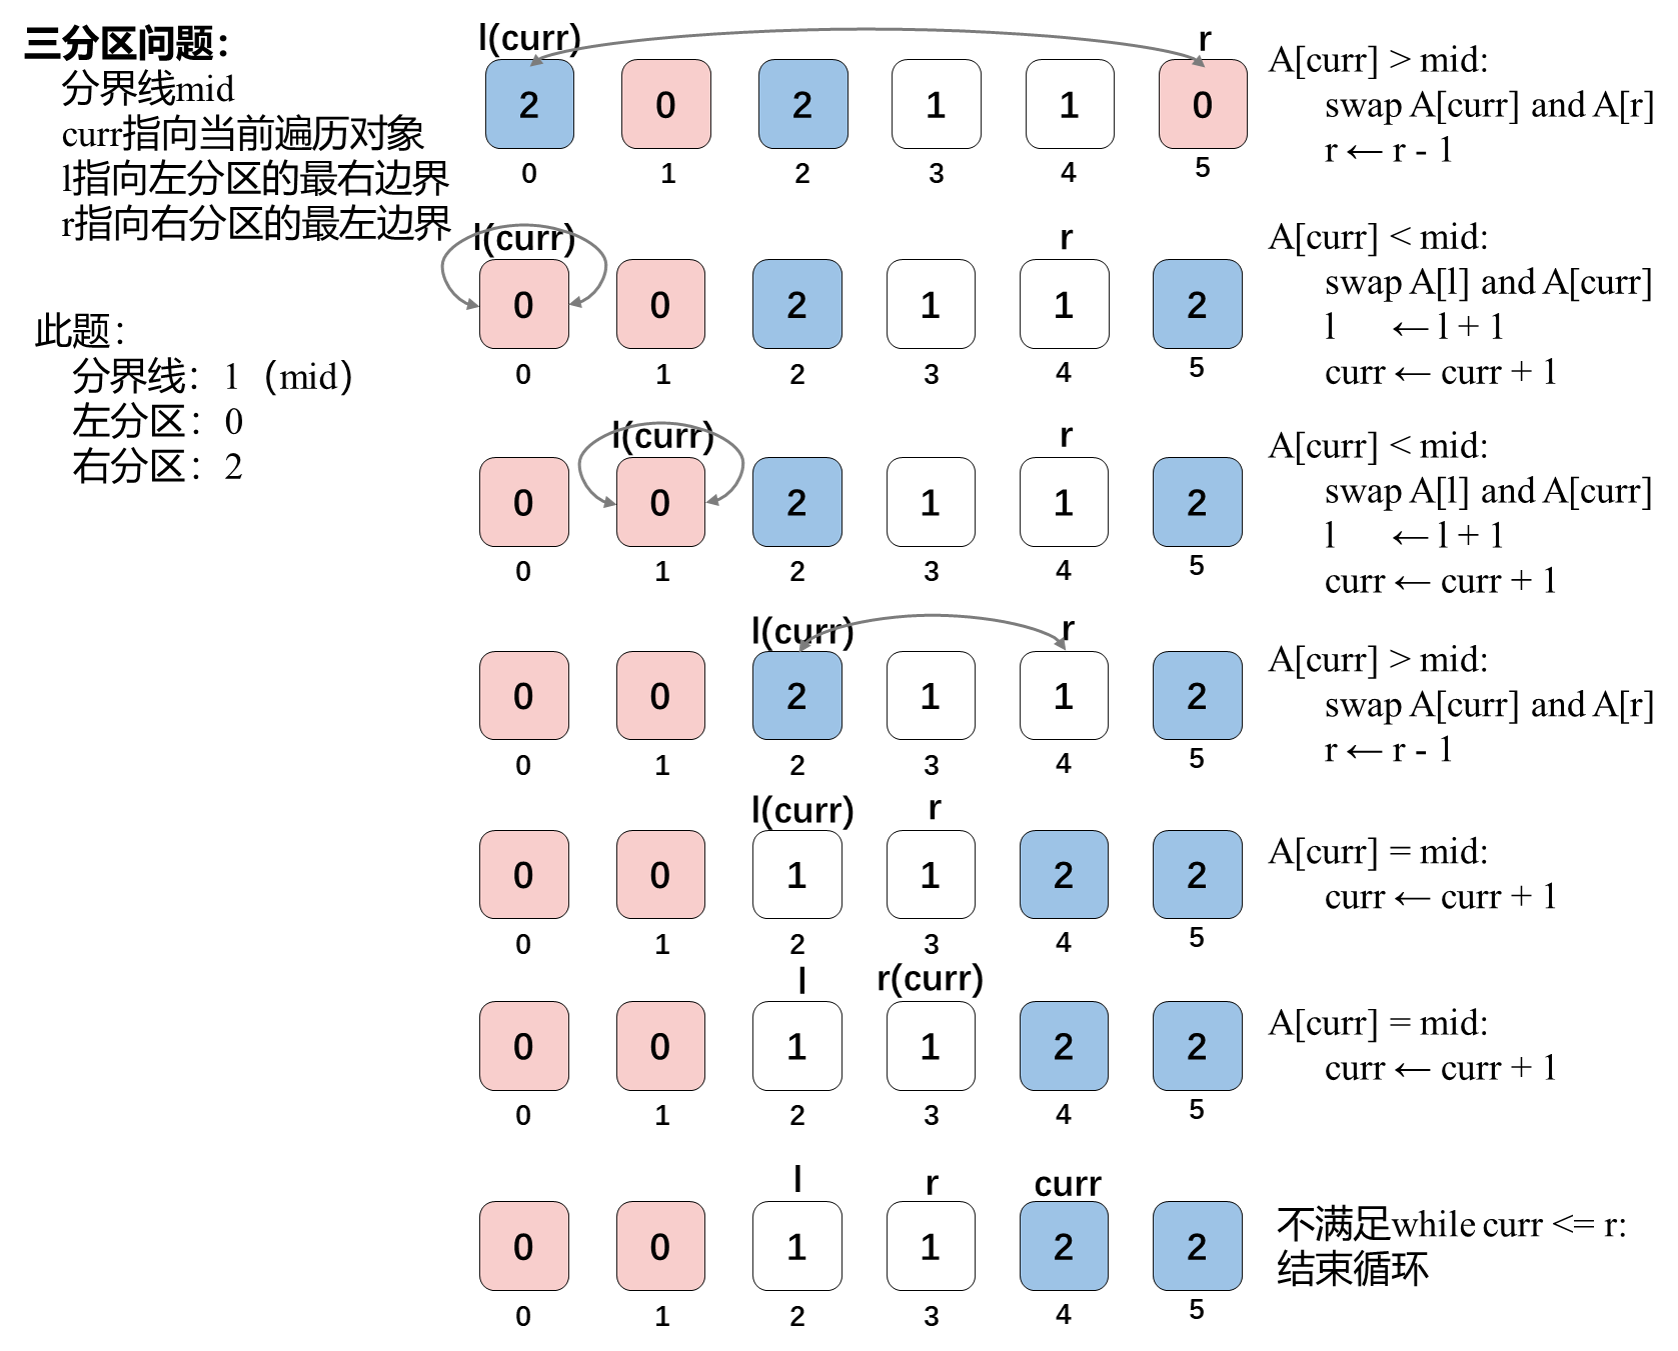 三分区问题：
分界线mid
curr指向当前遍历对象
l指向左分区的最右边界
r指向右分区的最左边界
此题：
分界线：1（mid）
左分区：0
右分区：2
l(curr) r
2 0 2 1 1 0
0 1 2 3 4 5
A[curr] > mid:
swap A[curr] and A[r]
r ← r - 1
l(curr) r
0 0 2 1 1 2
0 1 2 3 4 5
A[curr] < mid:
swap A[l] and A[curr]
l ← l + 1
curr ← curr + 1
l(curr) r
0 0 2 1 1 2
0 1 2 3 4 5
A[curr] < mid:
swap A[l] and A[curr]
l ← l + 1
curr ← curr + 1
l(curr) r
0 0 2 1 1 2
0 1 2 3 4 5
A[curr] > mid:
swap A[curr] and A[r]
r ← r - 1
l(curr) r
0 0 1 1 2 2
0 1 2 3 4 5
A[curr] = mid:
curr ← curr + 1
l r(curr)
0 0 1 1 2 2
0 1 2 3 4 5
A[curr] = mid:
curr ← curr + 1
l r curr
0 0 1 1 2 2
0 1 2 3 4 5
不满足while curr <= r:
结束循环